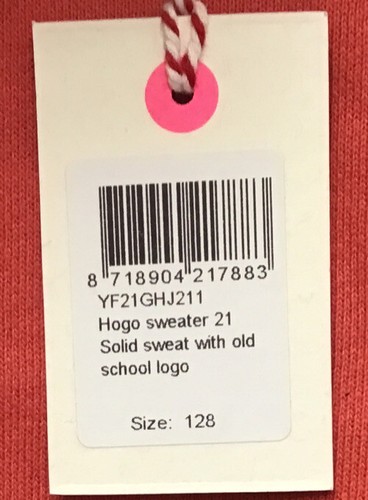 8 718904 217883
YF21GHJ211
Hogo sweater 21
Solid sweat with old
school logo
Size: 128